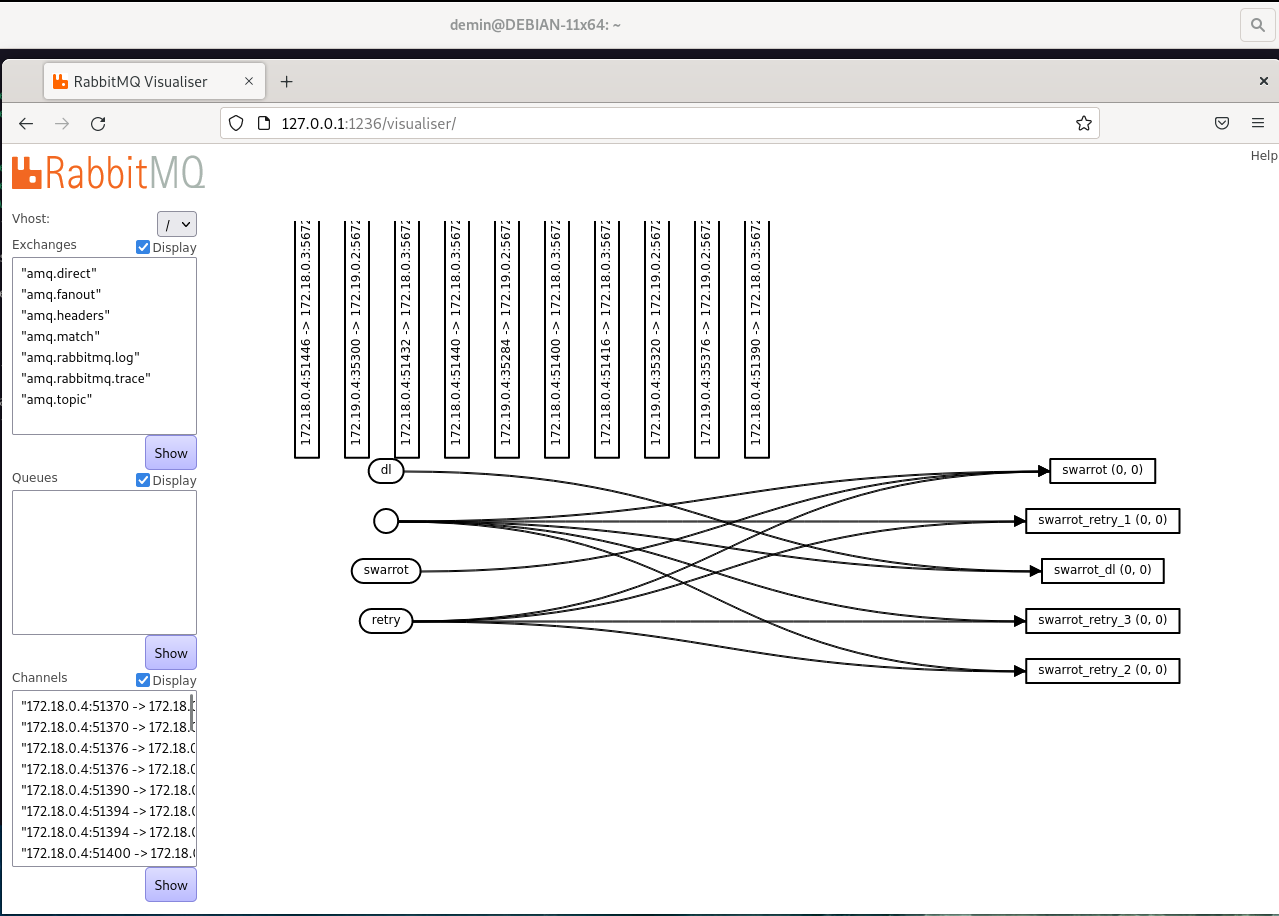 demin@DEBIAN-11x64: ~
RabbitMQ Visualiser
127.0.0.1:1236/visualiser/
RabbitMQ
Help
Vhost:
/
Exchanges
Display
"amq.direct"
"amq.fanout"
"amq.headers"
"amq.match"
"amq.rabbitmq.log"
"amq.rabbitmq.trace"
"amq.topic"
Show
Queues
Display
Show
Channels
Display
"172.18.0.4:51370 -> 172.18.0
"172.18.0.4:51370 -> 172.18.0
"172.18.0.4:51376 -> 172.18.0
"172.18.0.4:51376 -> 172.18.0
"172.18.0.4:51390 -> 172.18.0
"172.18.0.4:51394 -> 172.18.0
"172.18.0.4:51394 -> 172.18.0
"172.18.0.4:51400 -> 172.18.0
Show
172.18.0.4:51446 -> 172.18.0.3:5672
172.19.0.4:35300 -> 172.19.0.2:5672
172.18.0.4:51432 -> 172.18.0.3:5672
172.18.0.4:51440 -> 172.18.0.3:5672
172.19.0.4:35284 -> 172.19.0.2:5672
172.18.0.4:51400 -> 172.18.0.3:5672
172.18.0.4:51416 -> 172.18.0.3:5672
172.19.0.4:35320 -> 172.19.0.2:5672
172.19.0.4:35376 -> 172.19.0.2:5672
172.18.0.4:51390 -> 172.18.0.3:5672
dl
swarrot
retry
swarrot (0, 0)
swarrot_retry_1 (0, 0)
swarrot_dl (0, 0)
swarrot_retry_3 (0, 0)
swarrot_retry_2 (0, 0)